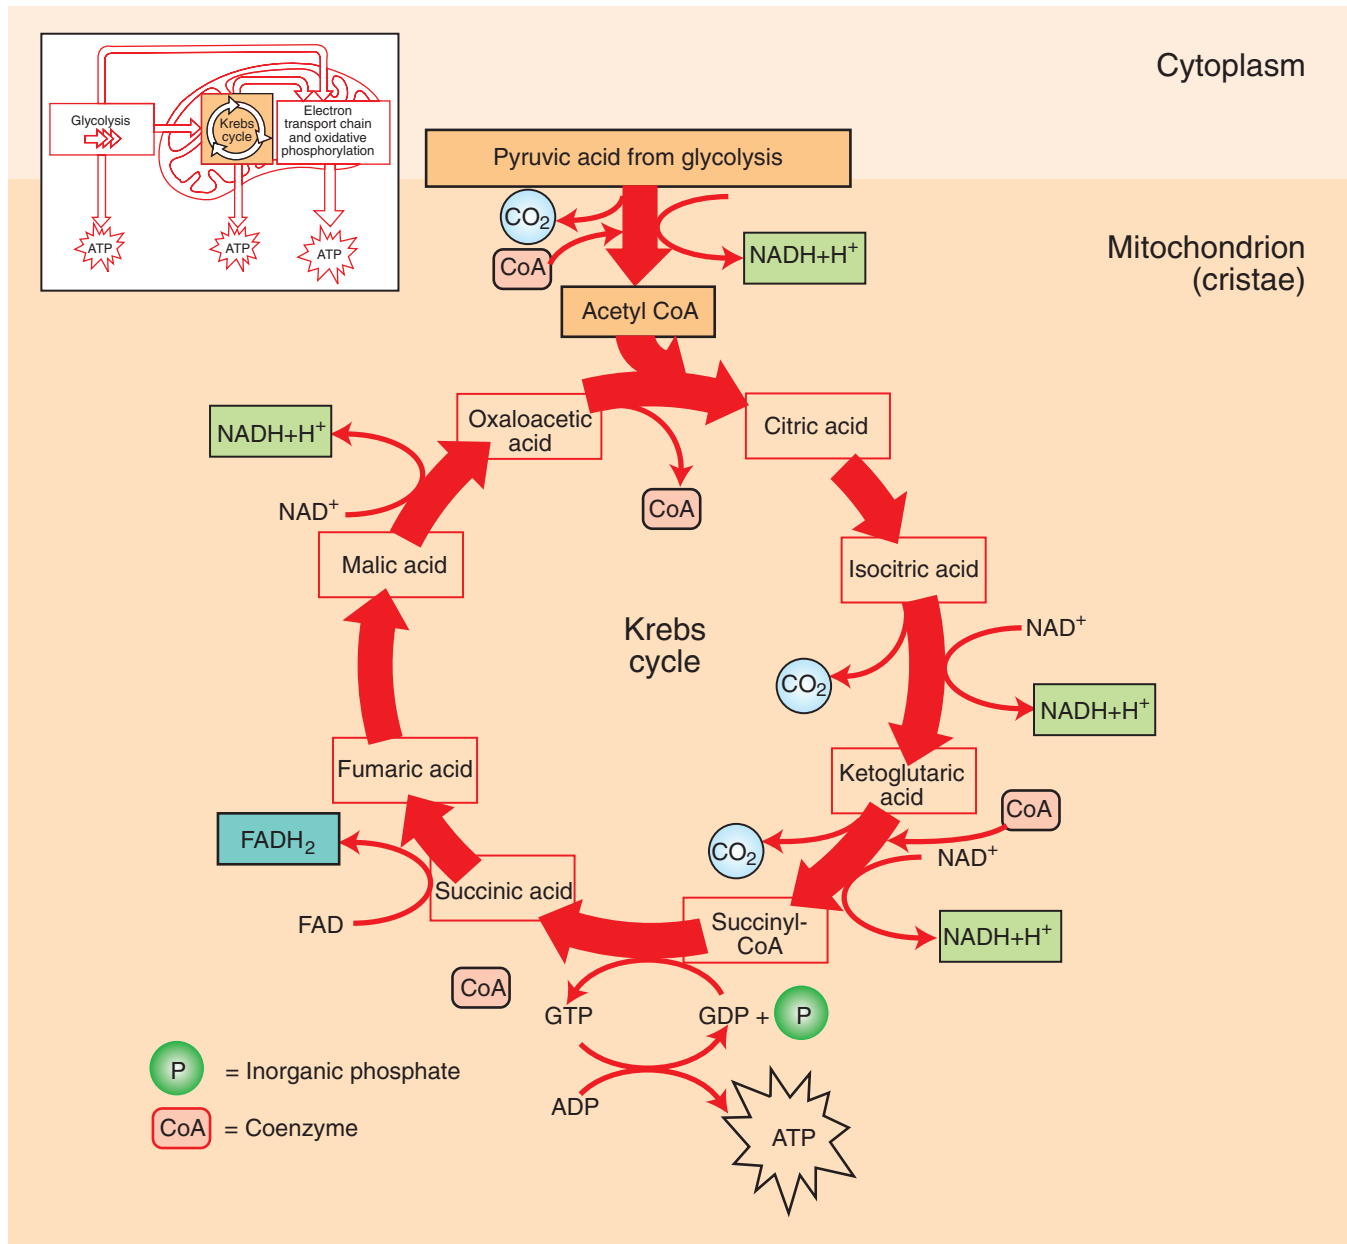 Cytoplasm
Glycolysis
Krebs
cycle
Electron
transport chain
and oxidative
phosphorylation
ATP
ATP
ATP
Pyruvic acid from glycolysis
CO2
CoA
NADH+H+
Mitochondrion
(cristae)
Acetyl CoA
Oxaloacetic
acid
Citric acid
NADH+H+
NAD+
CoA
Malic acid
Isocitric acid
Krebs
cycle
NAD+
CO2
NADH+H+
Fumaric acid
Ketoglutaric
acid
CoA
FADH2
CO2
NAD+
Succinic acid
FAD
Succinyl-
CoA
NADH+H+
CoA
GTP
GDP + P
P = Inorganic phosphate
ADP
CoA = Coenzyme
ATP